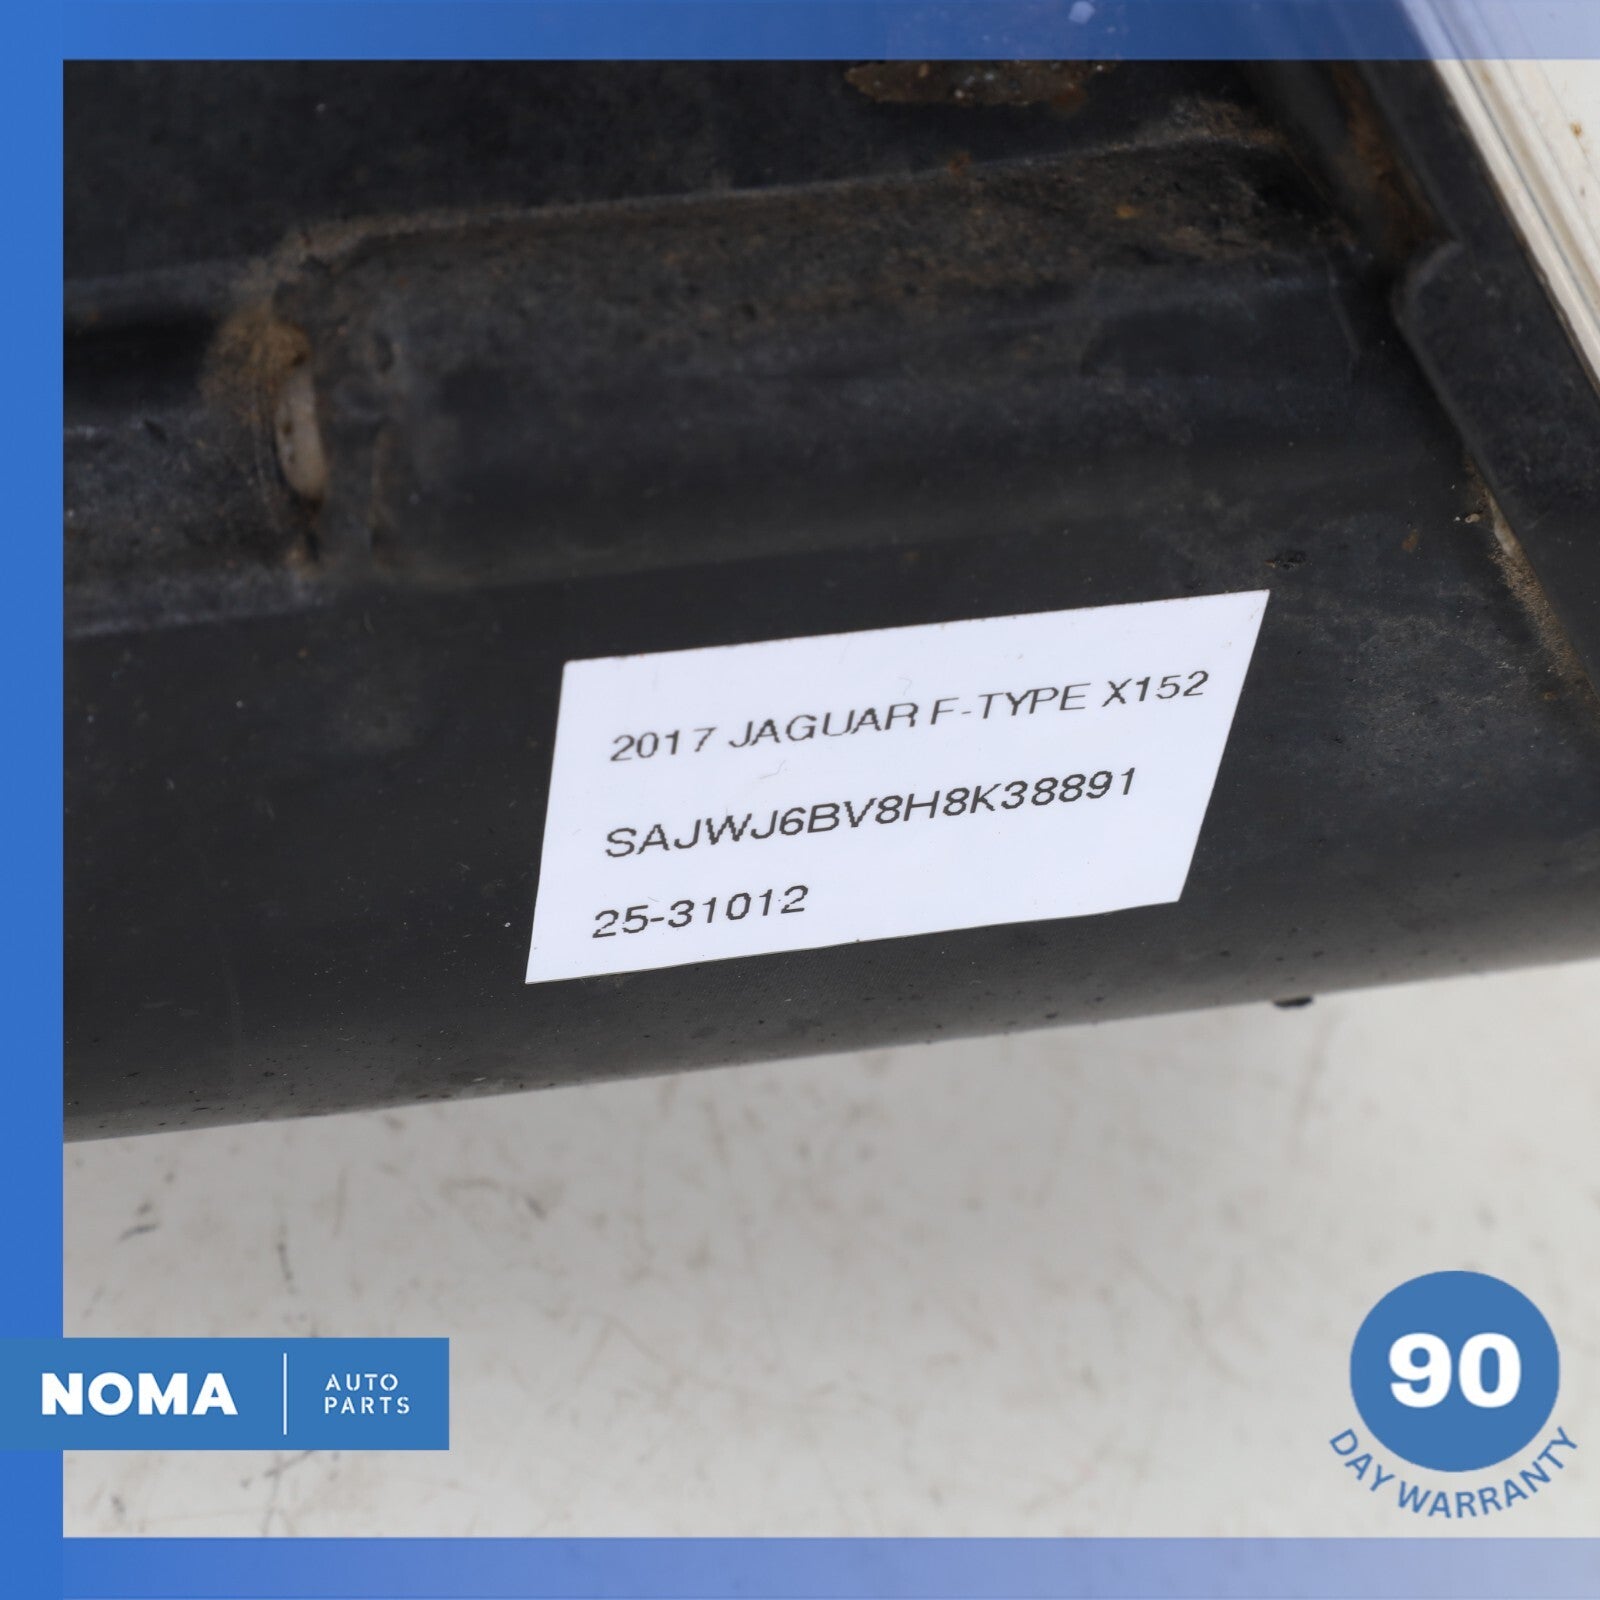 2017 JAGUAR F-TYPE X152
SAJWJ6BV8H8K38891
25-31012
NOMA
AUTO
PARTS
90
DAY WARRANTY